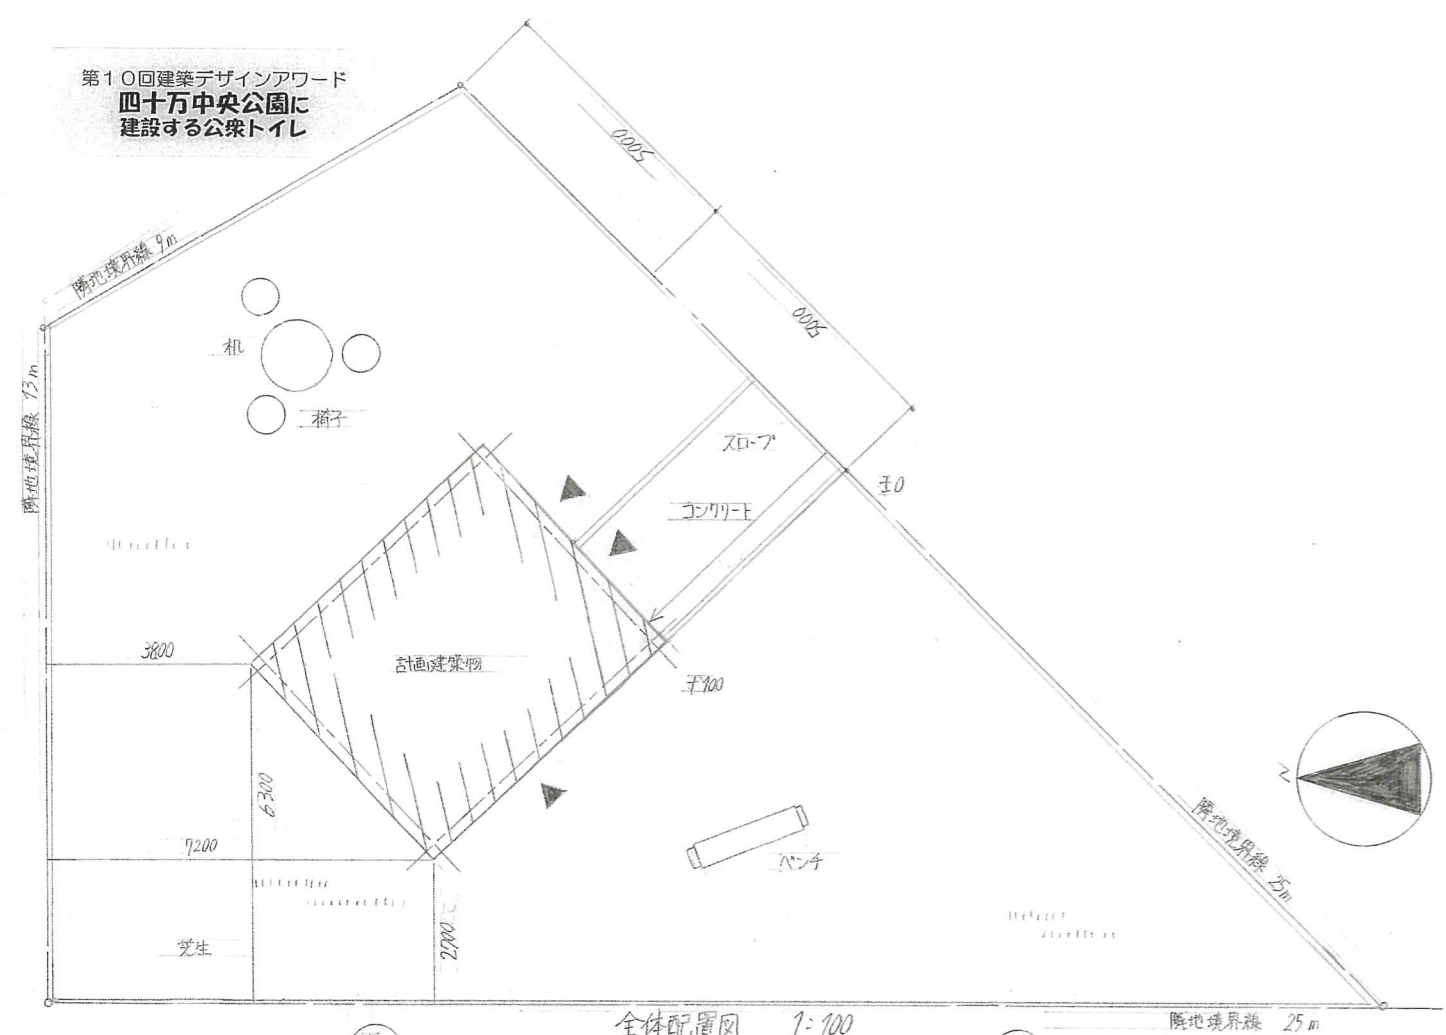 第10回建築デザインアワード
四十万中央公園に
建設する公衆トイレ
5000
隣地境界線 9m
5000
机
隣地境界線 13m
椅子
スロープ
±0
コンクリート
3800
計画建築物
+100
N
6300
7200
隣地境界線 25m
ベンチ
2700
芝生
全体配置図 1:100
隣地境界線 25m